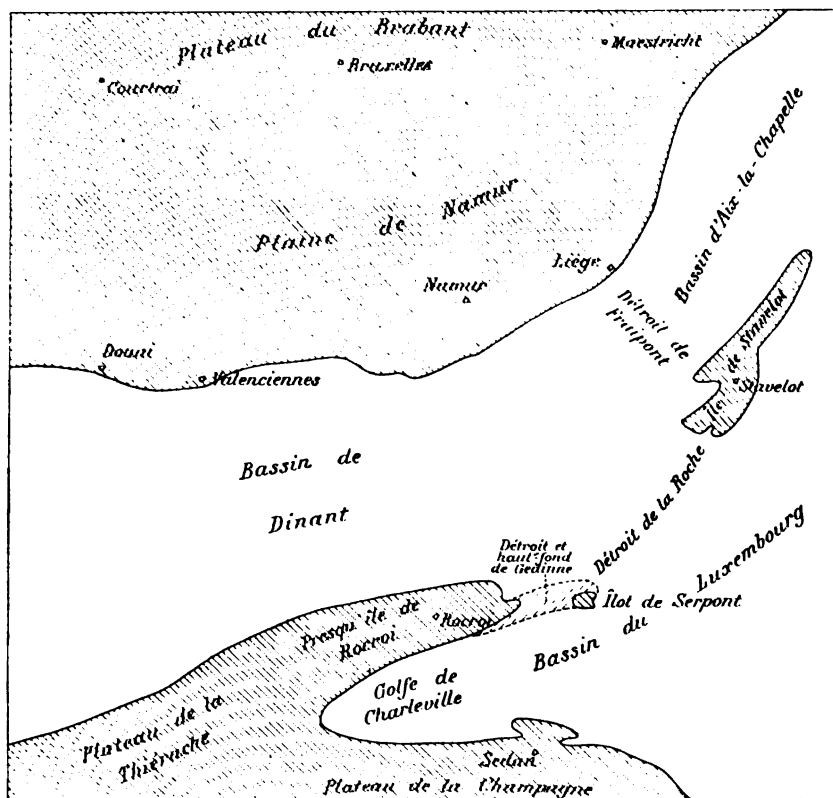 Plateau du Brabant
Maestricht
Bruxelles
Courtrai
Bassin d'Aix-la-Chapelle
Plaine de Namur
Liége
Namur
Détroit de
Fraipont
Île de Stavelot
Stavelot
Douai
Valenciennes
Bassin de
Dinant
Détroit de la Roche
Détroit et
haut-fond
de Gedinne
Îlot de Serpont
Bassin du Luxembourg
Presqu'île de
Rocroi
Rocroi
Golfe de
Charleville
Plateau de la
Thiérache
Sedan
Plateau de la Champagne